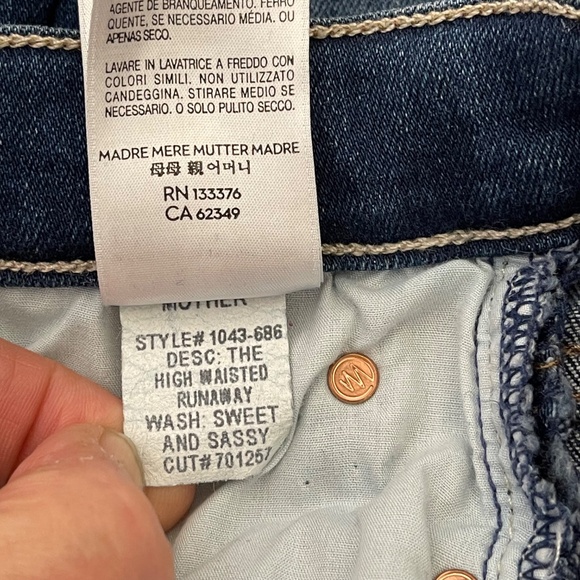 AGENTE DE BRANQUEAMENTO. FERRO
QUENTE, SE NECESSÁRIO MÉDIA. OU
APENAS SECO.
LAVARE IN LAVATRICE A FREDDO CON
COLORI SIMILI. NON UTILIZZATO
CANDEGGINA. STIRARE MEDIO SE
NECESSARIO. O SOLO PULITO SECCO.
MADRE MERE MUTTER MADRE
母母 親 어머니
RN 133376
CA 62349
MOTHER
STYLE# 1043-686
DESC: THE
HIGH WAISTED
RUNAWAY
WASH: SWEET
AND SASSY
CUT# 701257